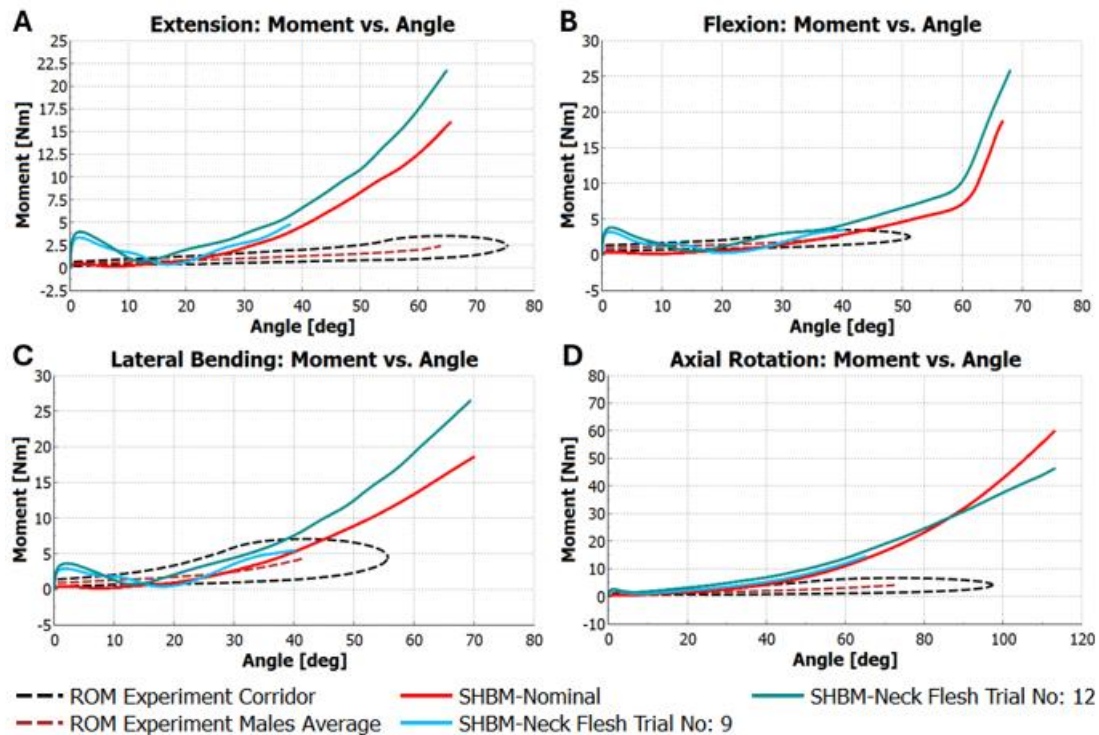 A Extension: Moment vs. Angle
25
22.5
20
17.5
15
12.5
10
7.5
5
2.5
0
-2.5
Moment [Nm]
0 10 20 30 40 50 60 70 80
Angle [deg]
B Flexion: Moment vs. Angle
30
25
20
15
10
5
0
-5
Moment [Nm]
0 10 20 30 40 50 60 70 80
Angle [deg]
C Lateral Bending: Moment vs. Angle
30
25
20
15
10
5
0
-5
Moment [Nm]
0 10 20 30 40 50 60 70 80
Angle [deg]
D Axial Rotation: Moment vs. Angle
80
70
60
50
40
30
20
10
0
-10
Moment [Nm]
0 20 40 60 80 100 120
Angle [deg]
ROM Experiment Corridor SHBM-Nominal SHBM-Neck Flesh Trial No: 12
ROM Experiment Males Average SHBM-Neck Flesh Trial No: 9